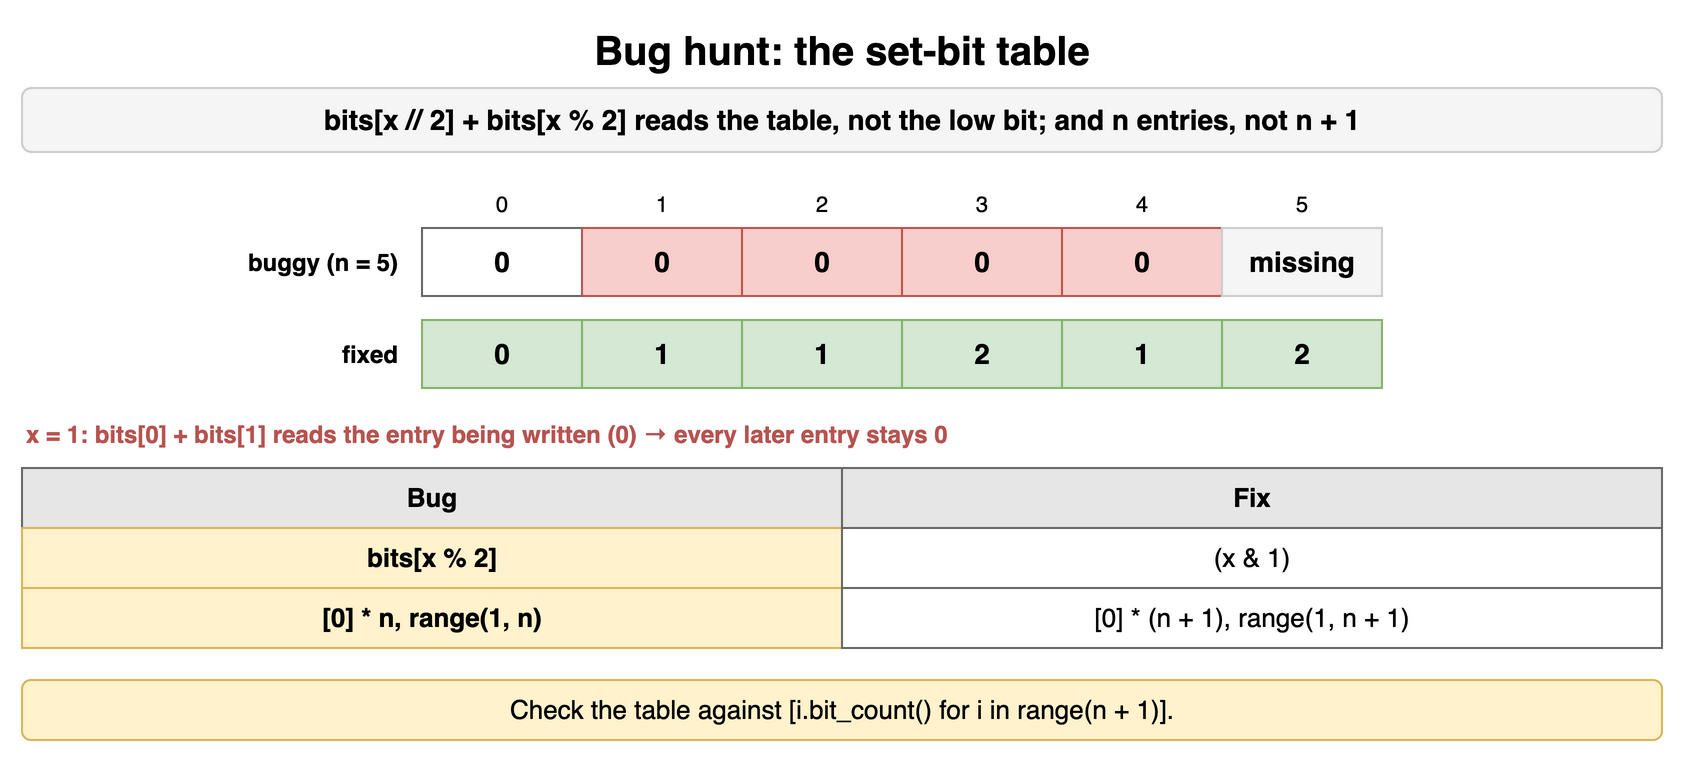 Bug hunt: the set-bit table
bits[x // 2] + bits[x % 2] reads the table, not the low bit; and n entries, not n + 1
0 1 2 3 4 5
buggy (n = 5) 0 0 0 0 0 missing
fixed 0 1 1 2 1 2
x = 1: bits[0] + bits[1] reads the entry being written (0) → every later entry stays 0
Bug Fix
bits[x % 2] (x & 1)
[0] * n, range(1, n) [0] * (n + 1), range(1, n + 1)
Check the table against [i.bit_count() for i in range(n + 1)].